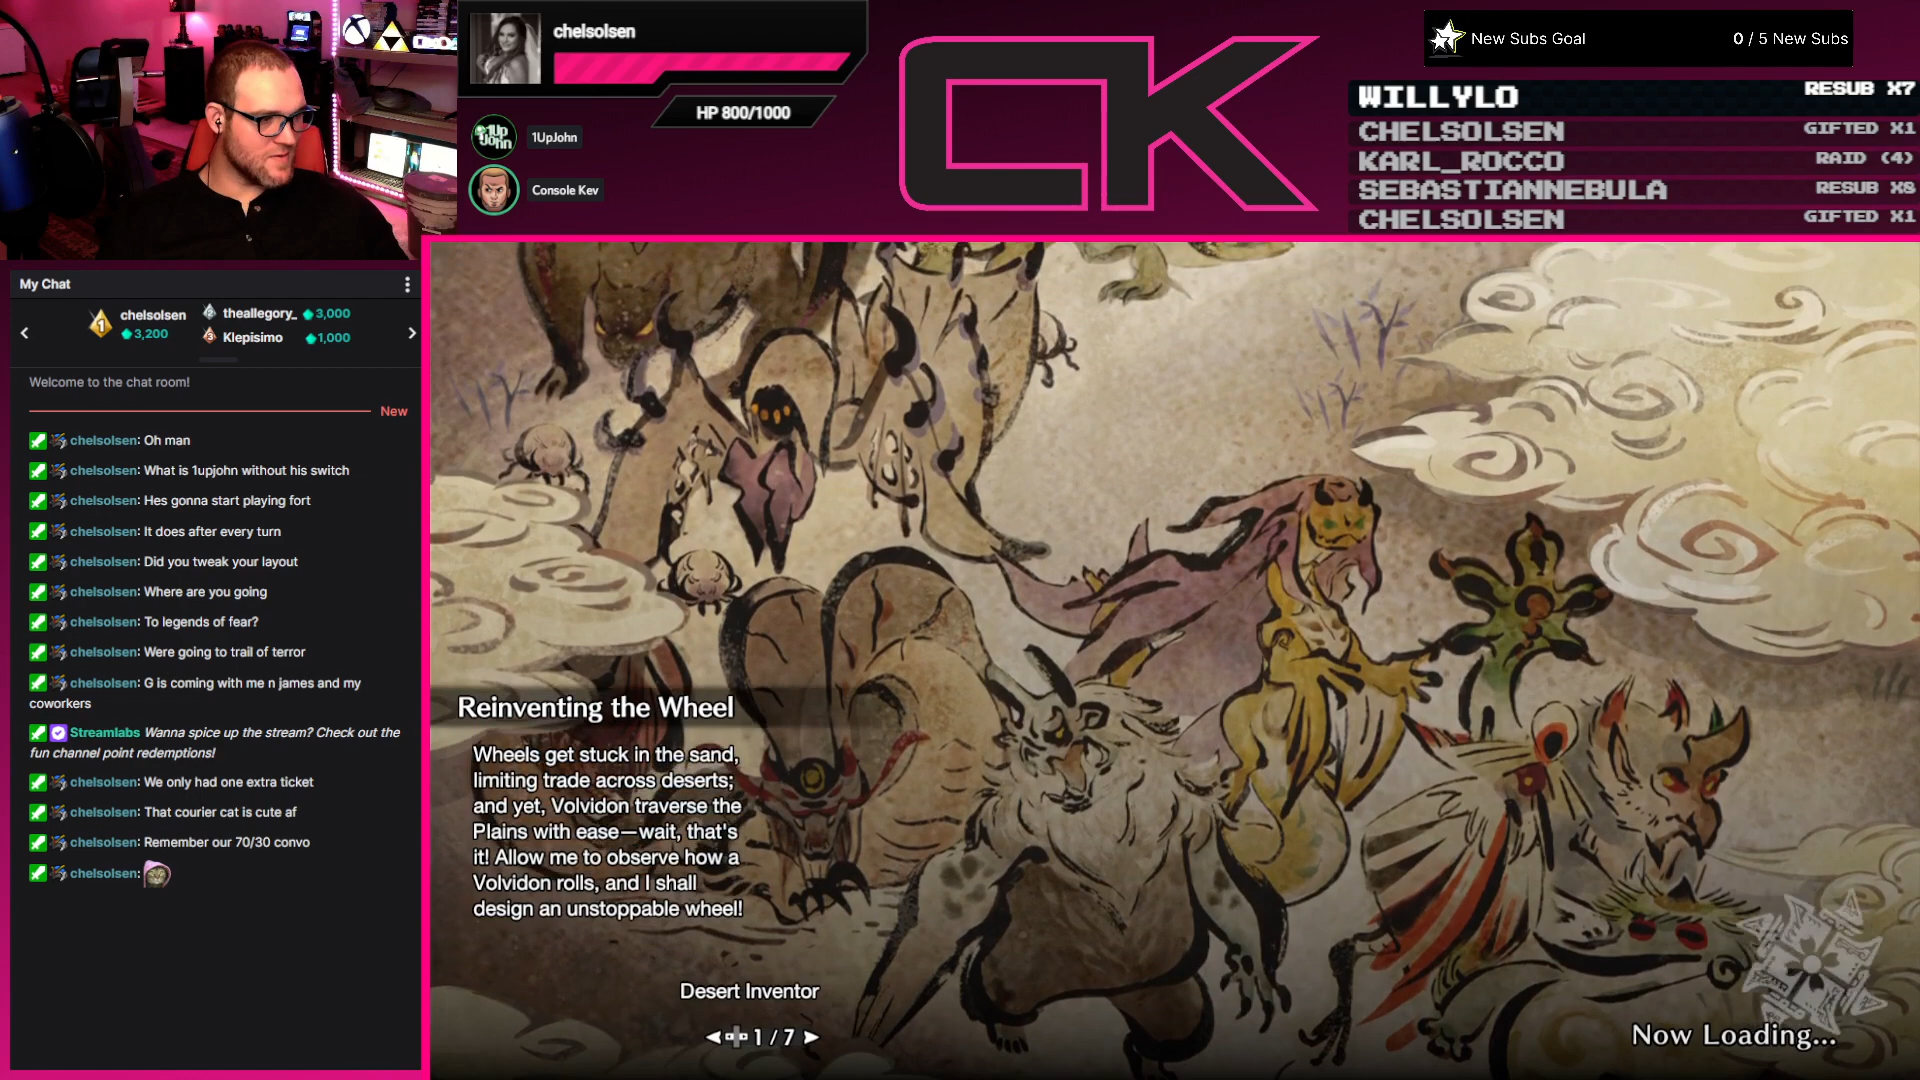 chelsolsen
HP 800/1000
1UpJohn
1UpJohn
Console Kev
CK
New Subs Goal 0 / 5 New Subs
WILLYLO RESUB X7
CHELSOLSEN GIFTED X1
KARL_ROCCO RAID (4)
SEBASTIANNEBULA RESUB X8
CHELSOLSEN GIFTED X1
My Chat
1 chelsolsen 3,200
2 theallegory_ 3,000
3 Klepisimo 1,000
Welcome to the chat room!
New
chelsolsen: Oh man
chelsolsen: What is 1upjohn without his switch
chelsolsen: Hes gonna start playing fort
chelsolsen: It does after every turn
chelsolsen: Did you tweak your layout
chelsolsen: Where are you going
chelsolsen: To legends of fear?
chelsolsen: Were going to trail of terror
chelsolsen: G is coming with me n james and my
coworkers
Streamlabs Wanna spice up the stream? Check out the
fun channel point redemptions!
chelsolsen: We only had one extra ticket
chelsolsen: That courier cat is cute af
chelsolsen: Remember our 70/30 convo
chelsolsen:
Reinventing the Wheel
Wheels get stuck in the sand,
limiting trade across deserts;
and yet, Volvidon traverse the
Plains with ease—wait, that's
it! Allow me to observe how a
Volvidon rolls, and I shall
design an unstoppable wheel!
Desert Inventor
1 / 7
Now Loading...